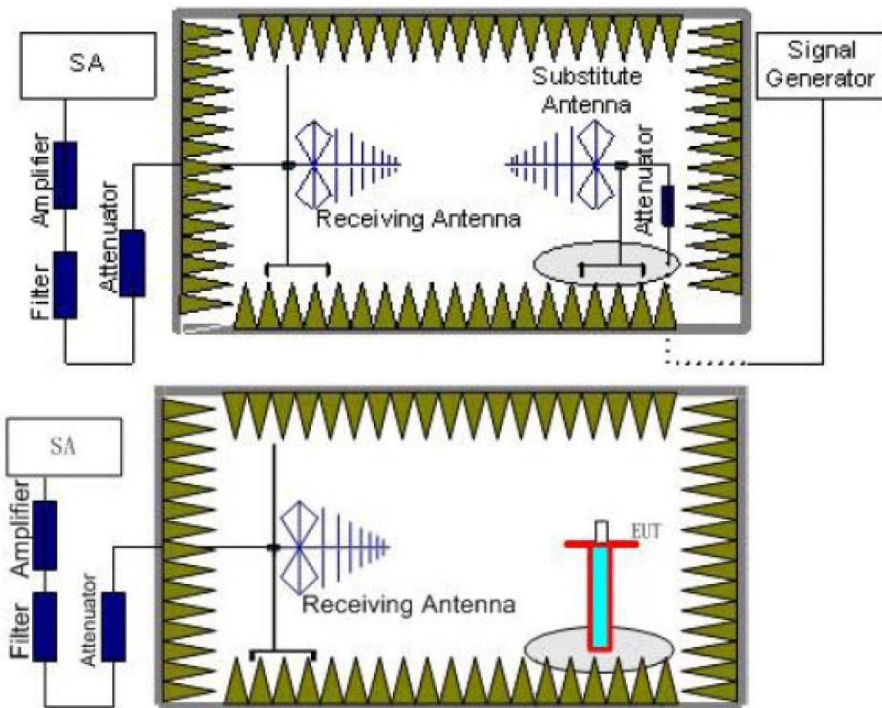 SA
Signal
Generator
Substitute
Antenna
Amplifier
Filter
Attenuator
Attenuator
Receiving Antenna
SA
Amplifier
Filter
Attenuator
EUT
Receiving Antenna